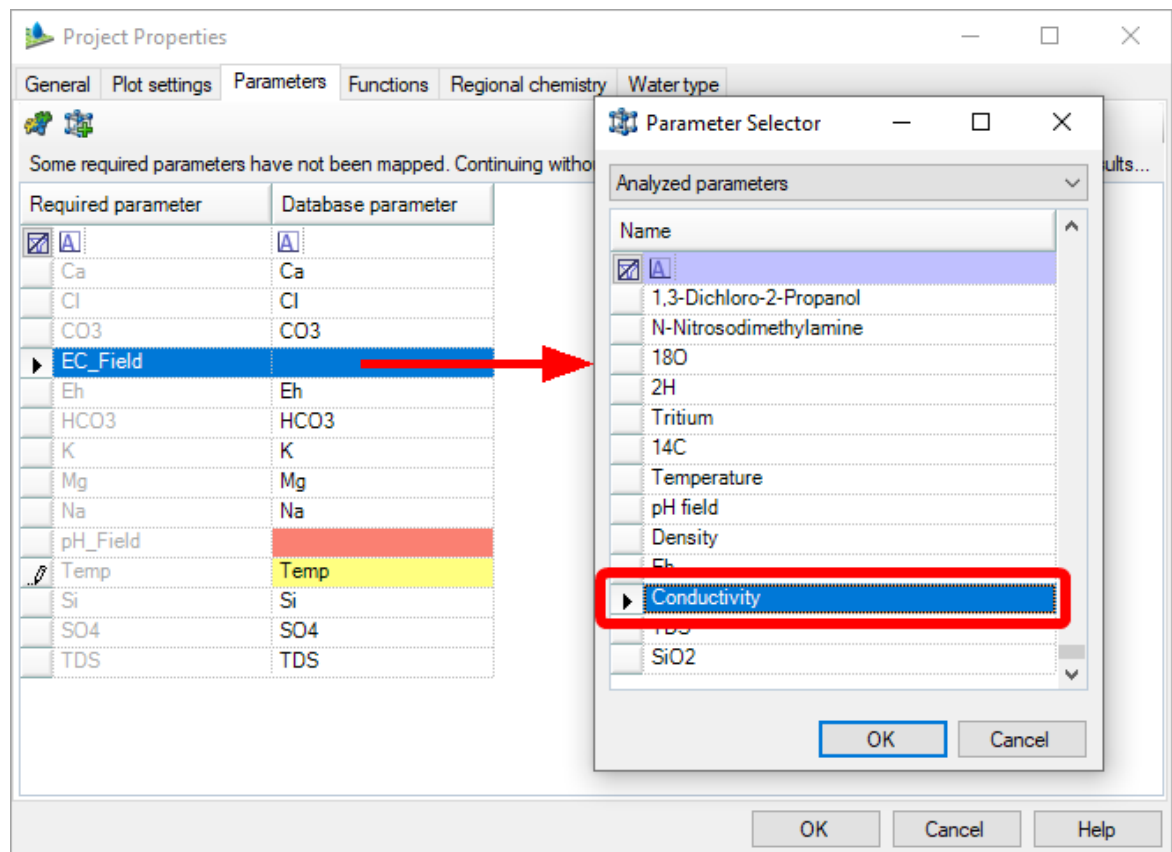 Project Properties
General Plot settings Parameters Functions Regional chemistry Water type
Some required parameters have not been mapped. Continuing witho
ults...
Required parameter Database parameter
Ca Ca
Cl Cl
CO3 CO3
EC_Field
Eh Eh
HCO3 HCO3
K K
Mg Mg
Na Na
pH_Field
Temp Temp
Si Si
SO4 SO4
TDS TDS
Parameter Selector
Analyzed parameters
Name
1,3-Dichloro-2-Propanol
N-Nitrosodimethylamine
18O
2H
Tritium
14C
Temperature
pH field
Density
Eh
Conductivity
TDS
SiO2
OK Cancel
OK Cancel Help